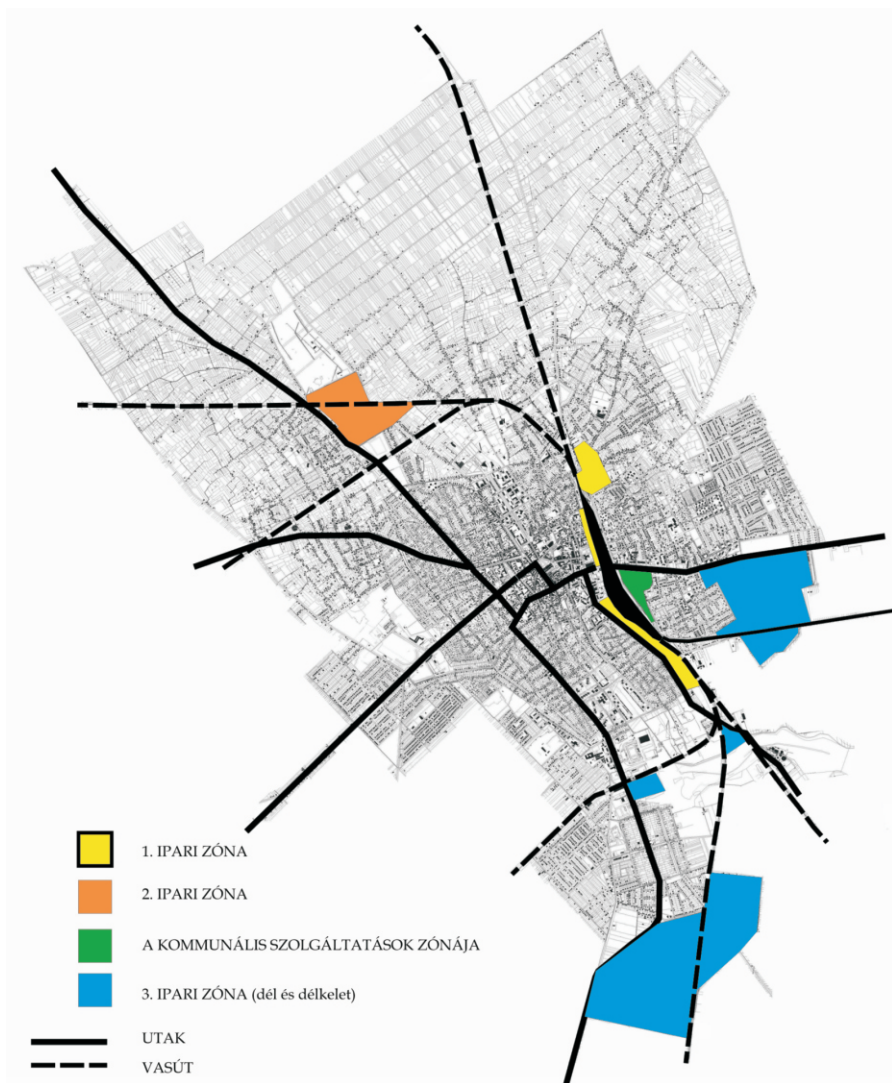 1. IPARI ZÓNA
2. IPARI ZÓNA
A KOMMUNÁLIS SZOLGÁLTATÁSOK ZÓNÁJA
3. IPARI ZÓNA (dél és délkelet)
UTAK
VASÚT